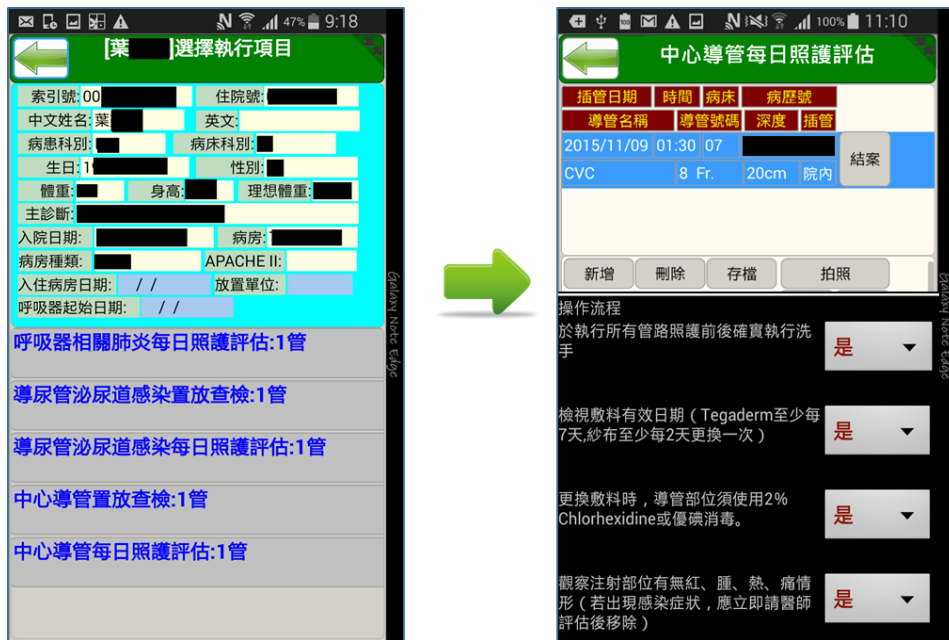 47% 9:18
[葉 ]選擇執行項目
索引號: 00 住院號:
中文姓名: 葉 英文:
病患科別: 病床科別:
生日: 1 性別:
體重: 身高: 理想體重:
主診斷:
入院日期: 病房:
病房種類: APACHE II:
入住病房日期: / / 放置單位:
呼吸器起始日期: / /
呼吸器相關肺炎每日照護評估:1管
導尿管泌尿道感染置放查檢:1管
導尿管泌尿道感染每日照護評估:1管
中心導管置放查檢:1管
中心導管每日照護評估:1管
Galaxy Note Edge
100% 11:10
中心導管每日照護評估
插管日期 時間 病床 病歷號
導管名稱 導管號碼 深度 插管
2015/11/09 01:30 07
CVC 8 Fr. 20cm 院內
結案
新增 刪除 存檔 拍照
操作流程
於執行所有管路照護前後確實執行洗
手
是
檢視敷料有效日期（Tegaderm至少每
7天,紗布至少每2天更換一次）
是
更換敷料時，導管部位須使用2%
Chlorhexidine或優碘消毒。
是
觀察注射部位有無紅、腫、熱、痛情
形（若出現感染症狀，應立即請醫師
評估後移除）
是
Galaxy Note Edge